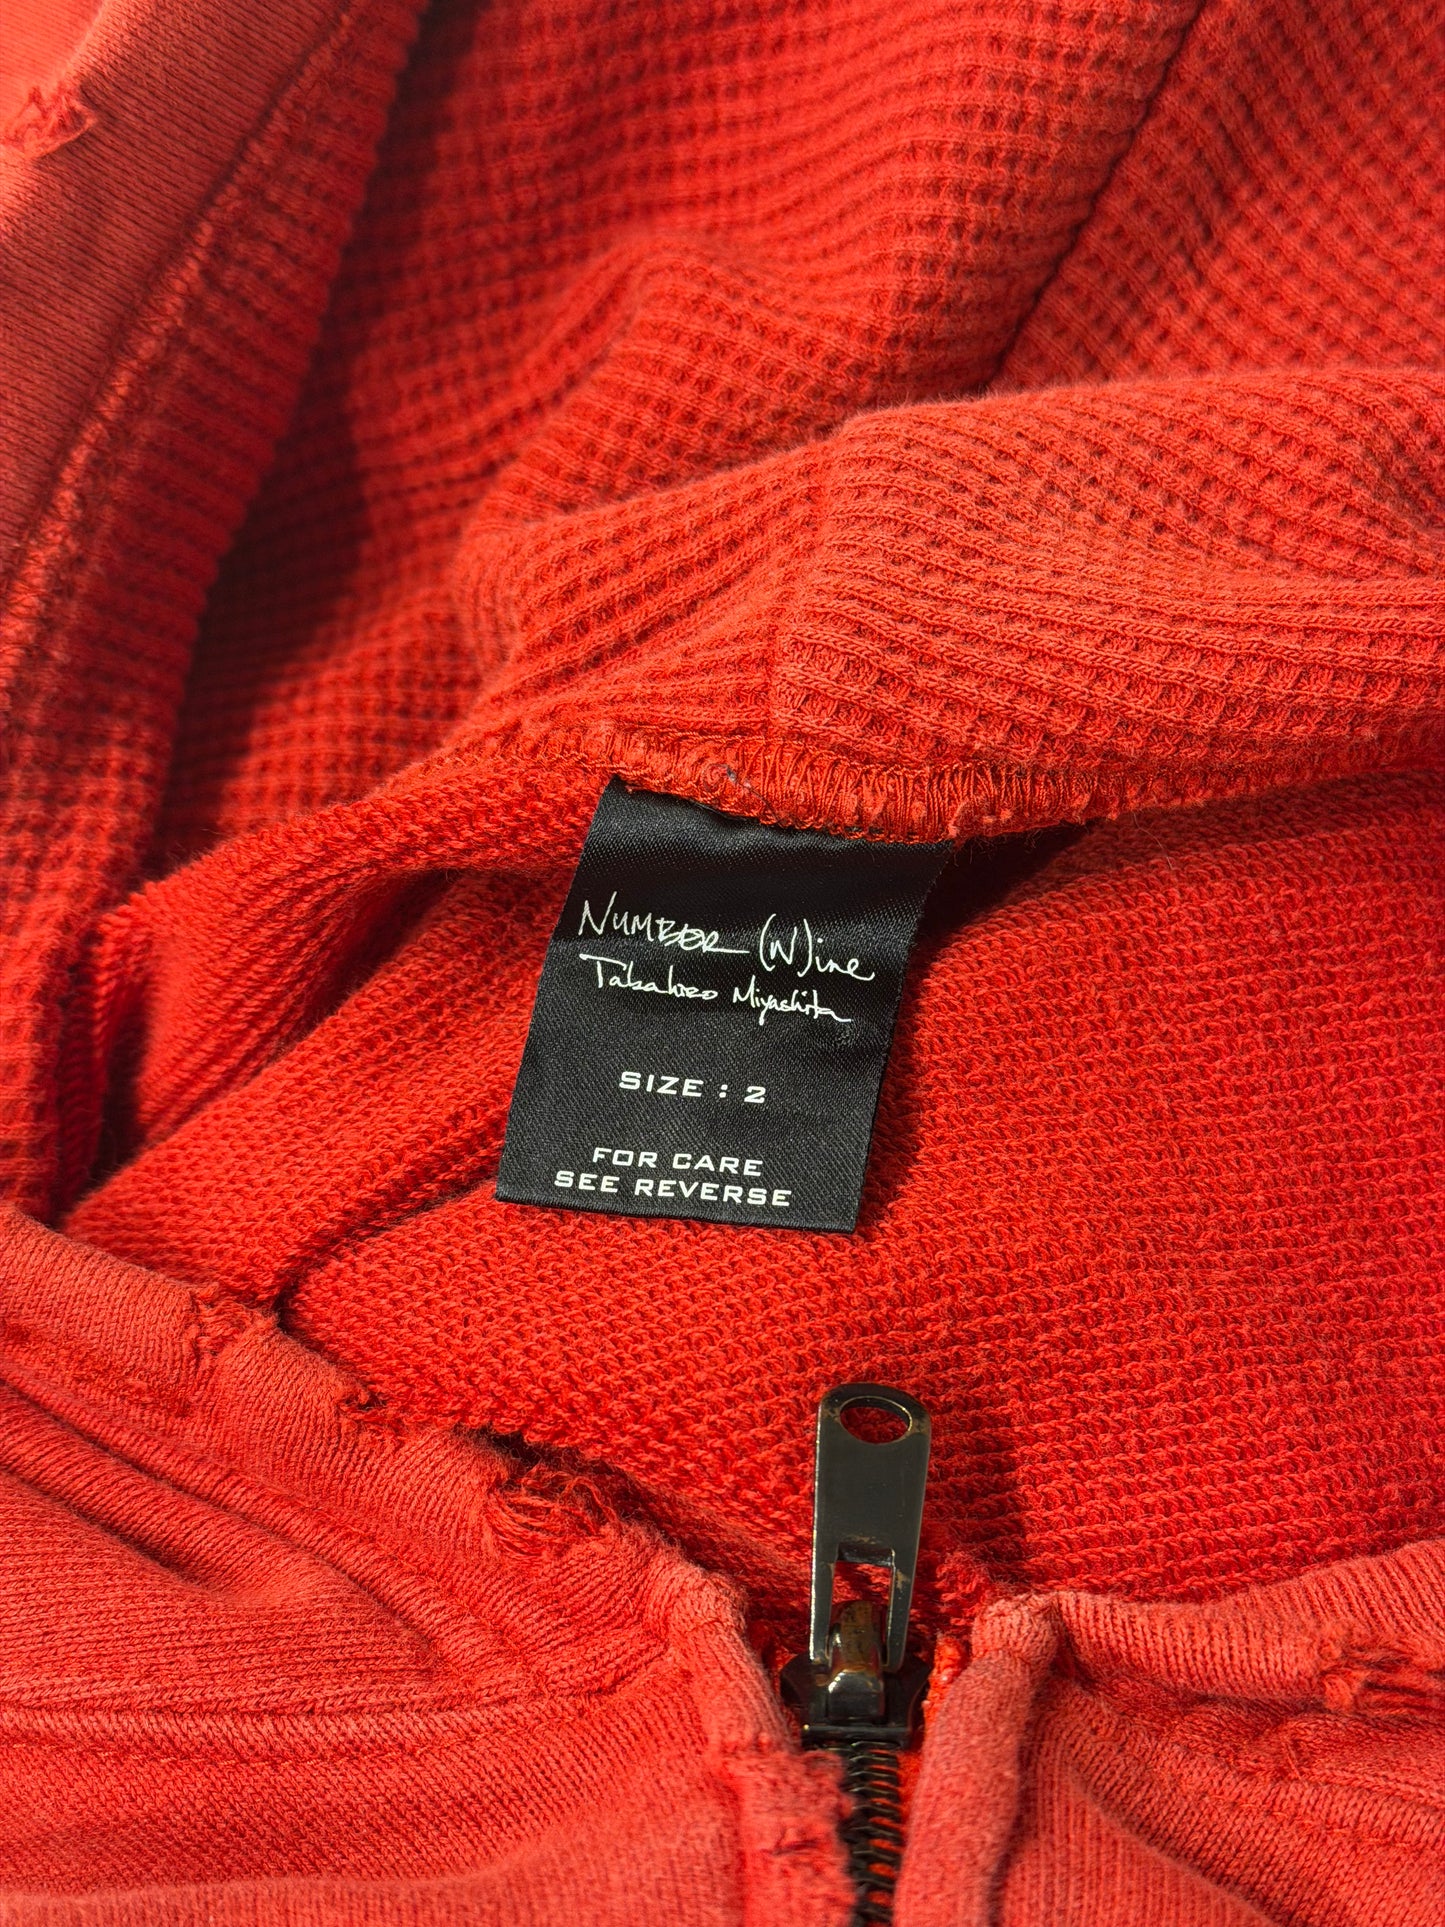 NUMBER (N)ine
Takahiro Miyashita
SIZE : 2
FOR CARE
SEE REVERSE